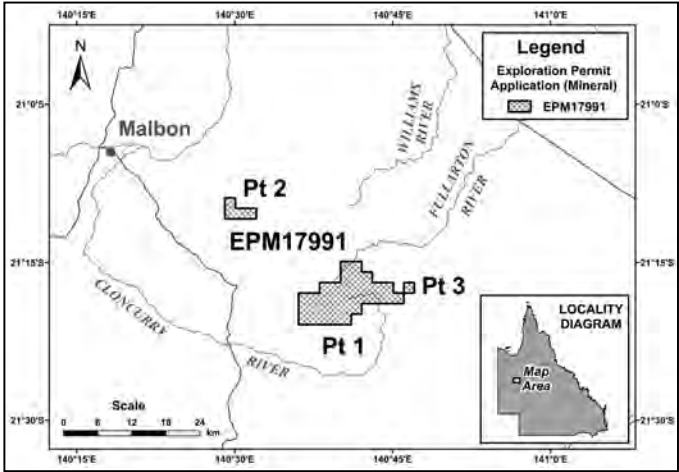 140°15'E
140°30'E
140°45'E
141°0'E
N
Legend
Exploration Permit
Application (Mineral)
EPM17991
21°0'S
21°0'S
Malbon
WILLIAMS
RIVER
FULLARTON
RIVER
Pt 2
EPM17991
21°15'S
21°15'S
Pt 3
CLONCURRY
RIVER
Pt 1
LOCALITY
DIAGRAM
Map
Area
Scale
0 6 12 18 24
km
21°30'S
21°30'S
140°15'E
140°30'E
140°45'E
141°0'E